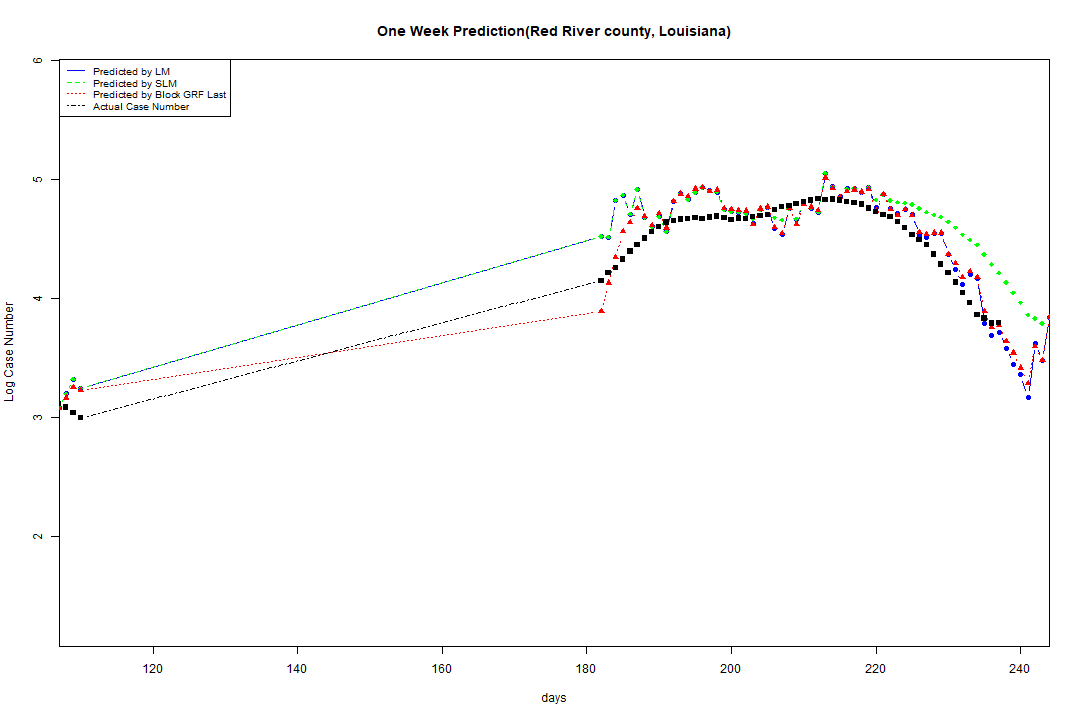 One Week Prediction(Red River county, Louisiana)
Predicted by LM
Predicted by SLM
Predicted by Block GRF Last
Actual Case Number
6
5
4
3
2
Log Case Number
120 140 160 180 200 220 240
days